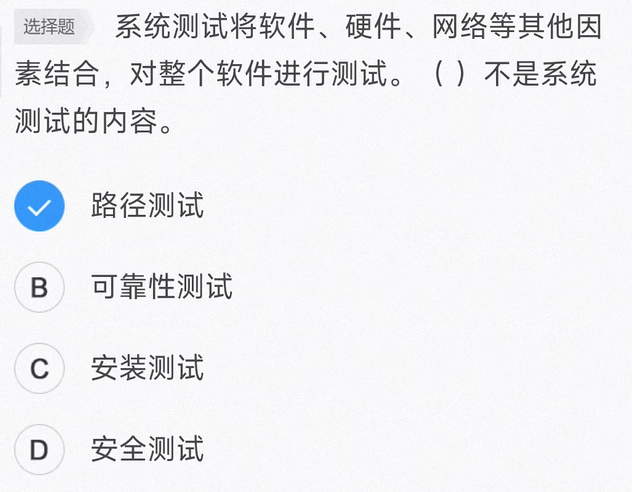 选择题 系统测试将软件、硬件、网络等其他因
素结合，对整个软件进行测试。（ ）不是系统
测试的内容。
路径测试
B 可靠性测试
C 安装测试
D 安全测试